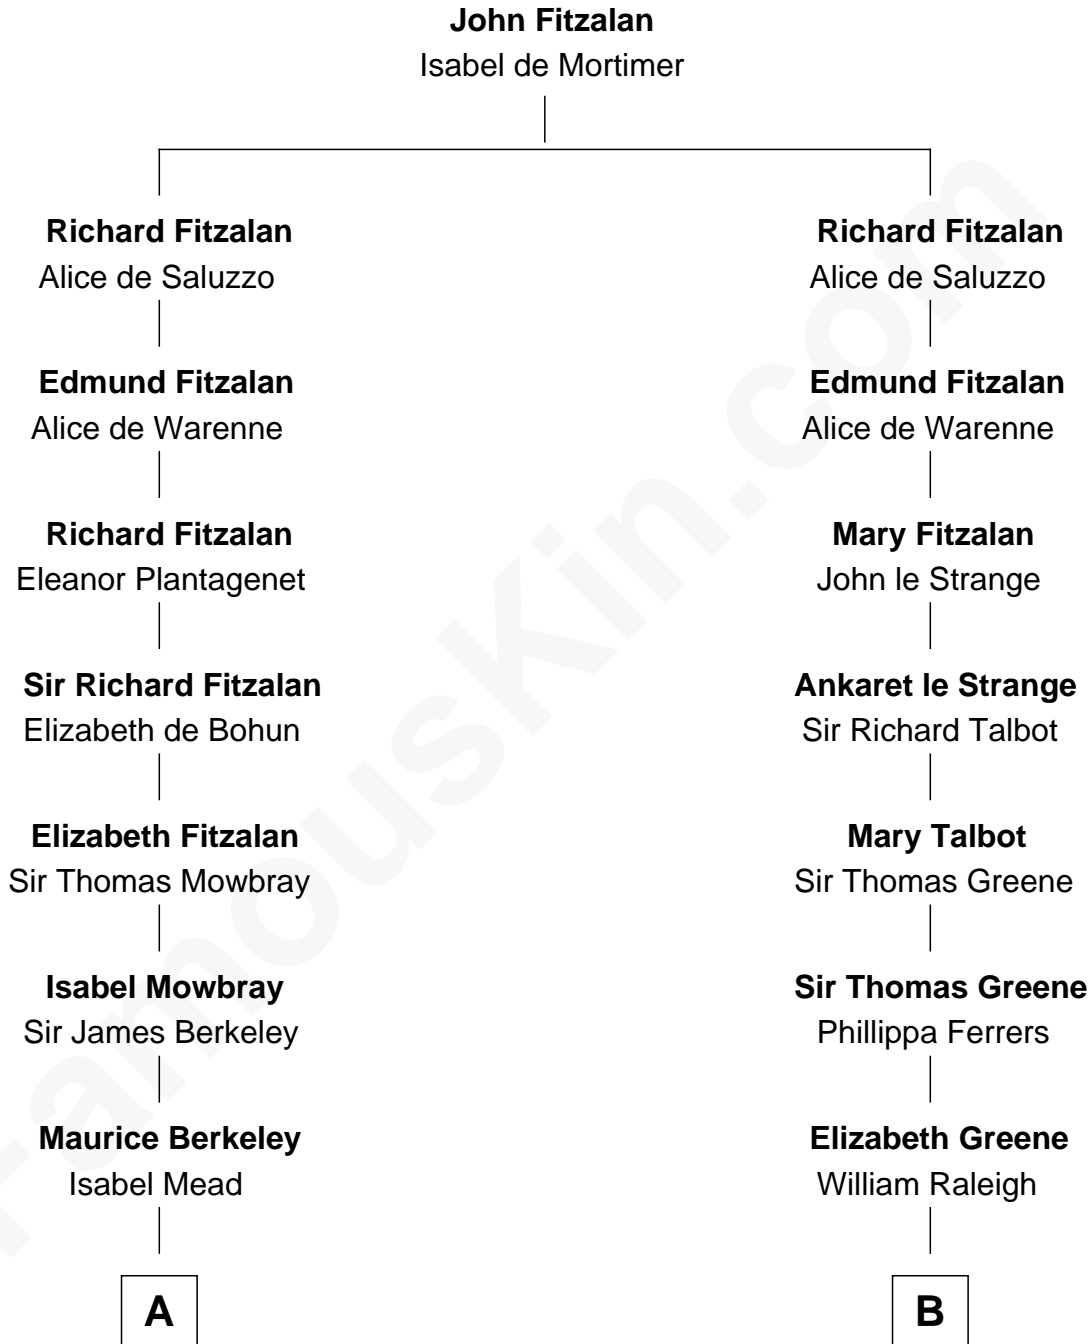 John Fitzalan
Isabel de Mortimer
Richard Fitzalan
Alice de Saluzzo
Richard Fitzalan
Alice de Saluzzo
Edmund Fitzalan
Alice de Warenne
Edmund Fitzalan
Alice de Warenne
Richard Fitzalan
Eleanor Plantagenet
Mary Fitzalan
John le Strange
Sir Richard Fitzalan
Elizabeth de Bohun
Ankaret le Strange
Sir Richard Talbot
Elizabeth Fitzalan
Sir Thomas Mowbray
Mary Talbot
Sir Thomas Greene
Isabel Mowbray
Sir James Berkeley
Sir Thomas Greene
Phillippa Ferrers
Maurice Berkeley
Isabel Mead
Elizabeth Greene
William Raleigh
A
B
FamousKin.com